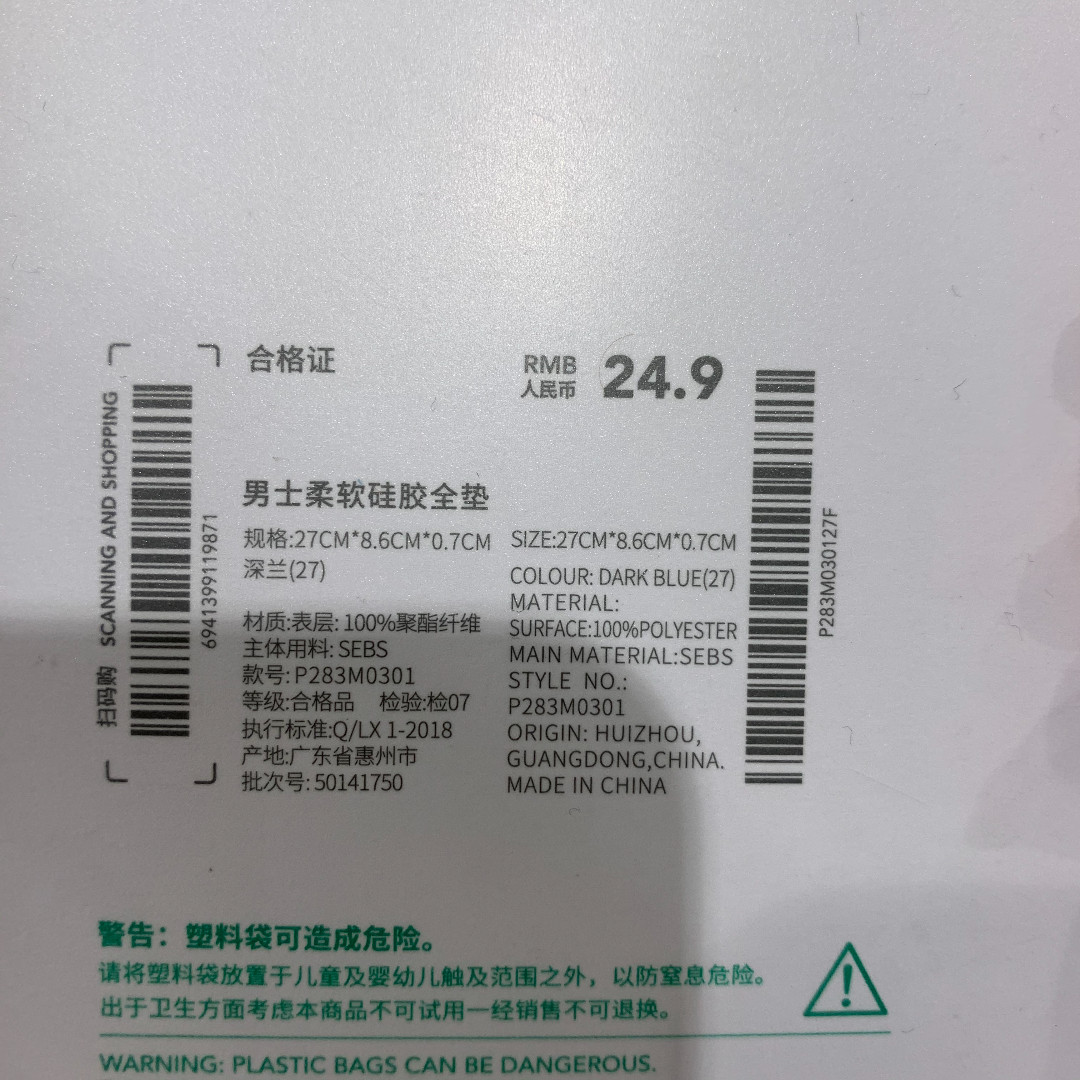 合格证
RMB
人民币
24.9
SCANNING AND SHOPPING
扫码购
6941399119871
男士柔软硅胶全垫
规格:27CM*8.6CM*0.7CM
深兰(27)
材质:表层: 100%聚酯纤维
主体用料: SEBS
款号: P283M0301
等级:合格品 检验:检07
执行标准:Q/LX 1-2018
产地:广东省惠州市
批次号: 50141750
SIZE:27CM*8.6CM*0.7CM
COLOUR: DARK BLUE(27)
MATERIAL:
SURFACE:100%POLYESTER
MAIN MATERIAL:SEBS
STYLE NO.:
P283M0301
ORIGIN: HUIZHOU,
GUANGDONG,CHINA.
MADE IN CHINA
P283M030127F
警告：塑料袋可造成危险。
请将塑料袋放置于儿童及婴幼儿触及范围之外，以防窒息危险。
出于卫生方面考虑本商品不可试用一经销售不可退换。
WARNING: PLASTIC BAGS CAN BE DANGEROUS.